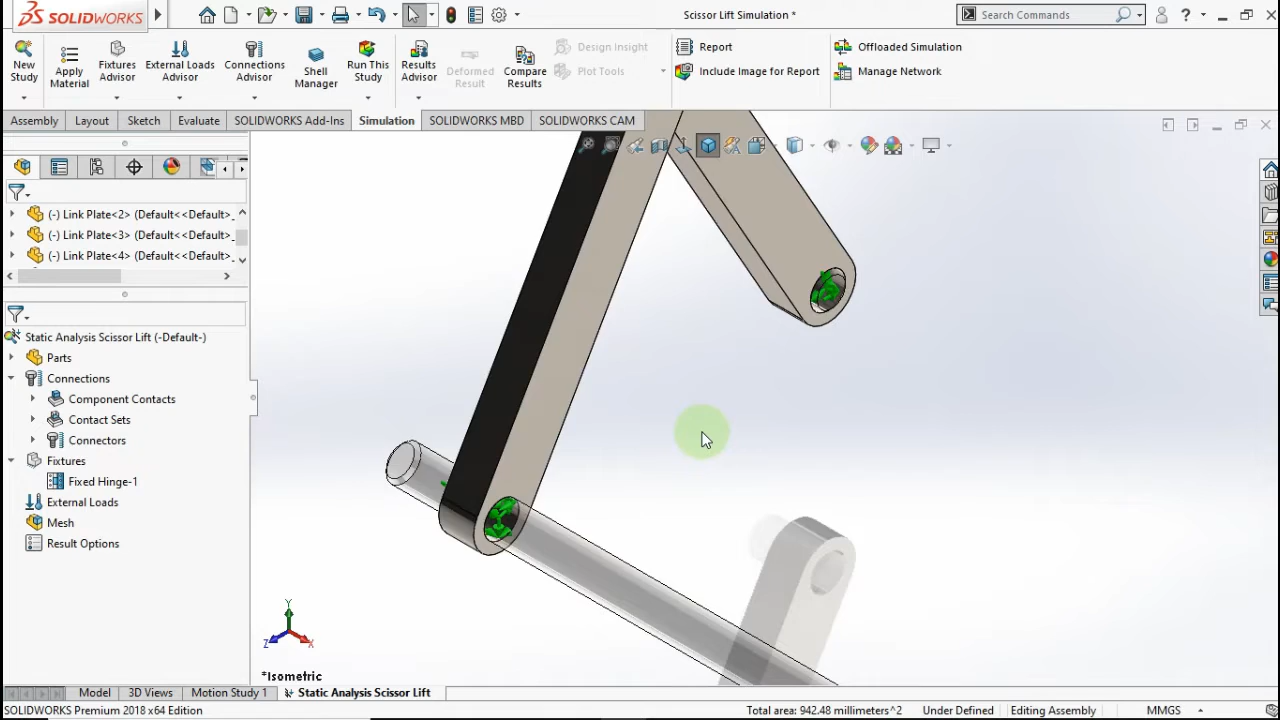 SOLIDWORKS
Scissor Lift Simulation *
Search Commands
New Study
Apply Material
Fixtures Advisor
External Loads Advisor
Connections Advisor
Shell Manager
Run This Study
Results Advisor
Deformed Result
Compare Results
Design Insight
Plot Tools
Report
Include Image for Report
Offloaded Simulation
Manage Network
Assembly
Layout
Sketch
Evaluate
SOLIDWORKS Add-Ins
Simulation
SOLIDWORKS MBD
SOLIDWORKS CAM
(-) Link Plate<2> (Default<<Default>_
(-) Link Plate<3> (Default<<Default>_
(-) Link Plate<4> (Default<<Default>_
Static Analysis Scissor Lift (-Default-)
Parts
Connections
Component Contacts
Contact Sets
Connectors
Fixtures
Fixed Hinge-1
External Loads
Mesh
Result Options
Y
Z
X
*Isometric
Model
3D Views
Motion Study 1
Static Analysis Scissor Lift
SOLIDWORKS Premium 2018 x64 Edition
Total area: 942.48 millimeters^2
Under Defined
Editing Assembly
MMGS